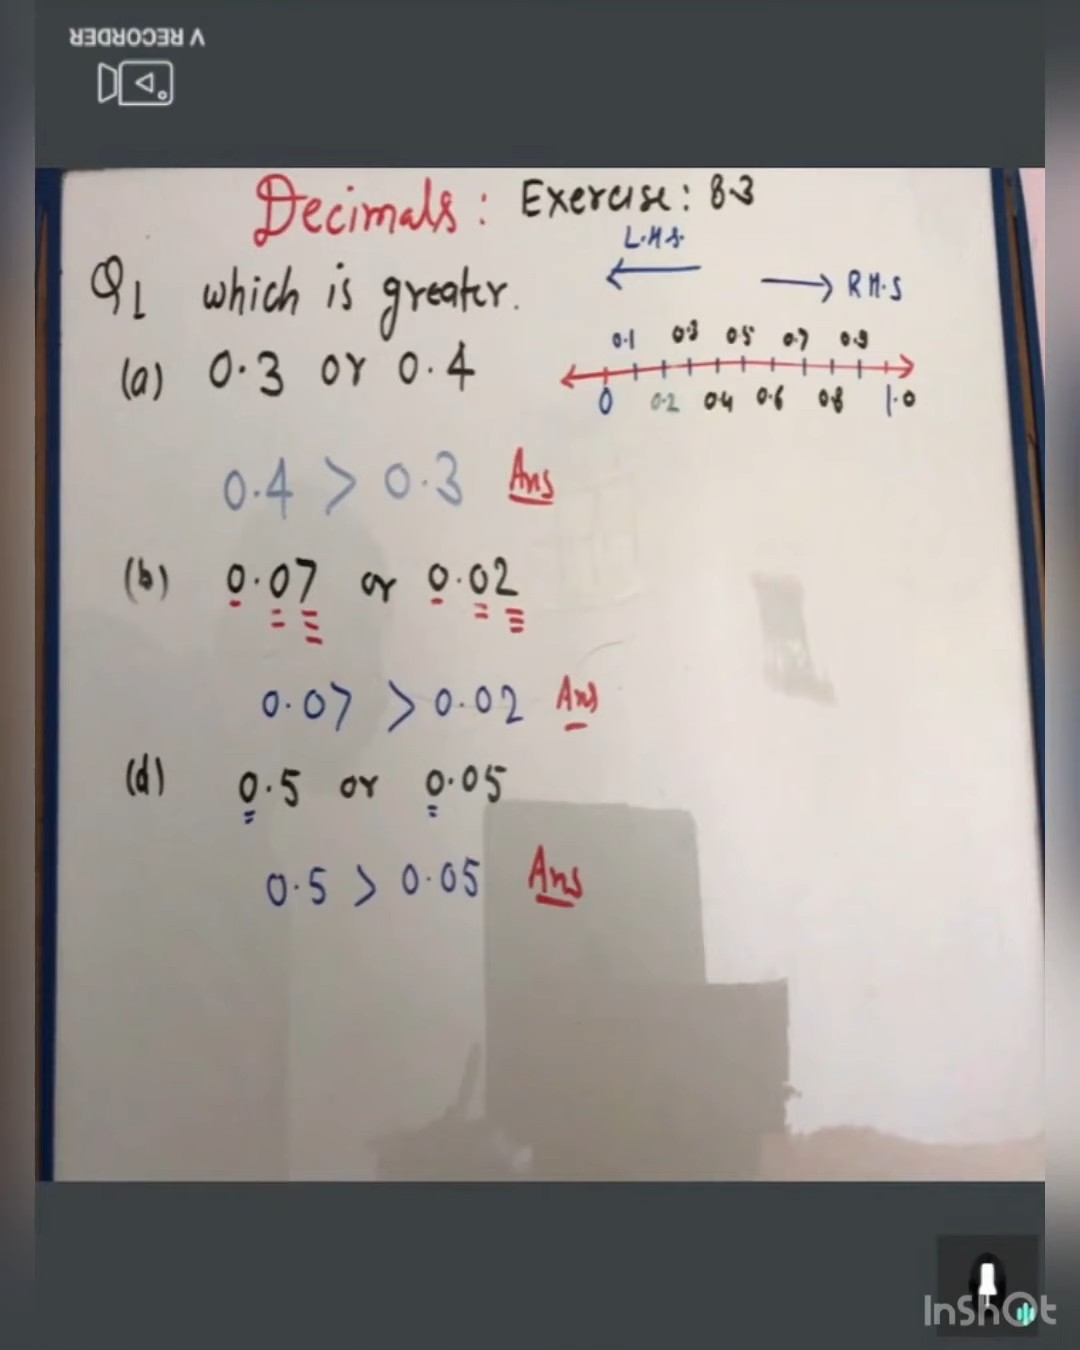 V RECORDER
Decimals: Exercise: 8.3
L.H.S.
R H.S
Q1 which is greater.
0.1 0.3 0.5 0.7 0.9
0 0.2 0.4 0.6 0.8 1.0
(a) 0.3 or 0.4
0.4 > 0.3 Ans
(b) 0.07 or 0.02
0.07 > 0.02 Ans
(d) 0.5 or 0.05
0.5 > 0.05 Ans
InShOt